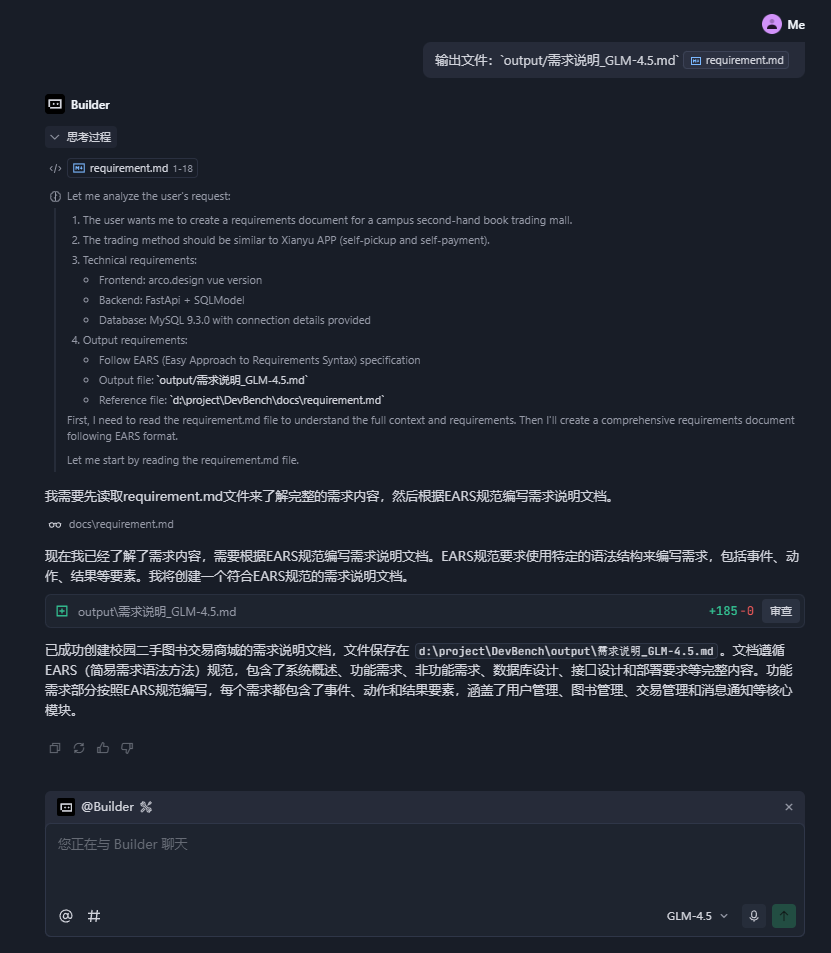 Me
输出文件：`output/需求说明_GLM-4.5.md` requirement.md
Builder
思考过程
requirement.md 1-18
Let me analyze the user's request:
1. The user wants me to create a requirements document for a campus second-hand book trading mall.
2. The trading method should be similar to Xianyu APP (self-pickup and self-payment).
3. Technical requirements:
Frontend: arco.design vue version
Backend: FastApi + SQLModel
Database: MySQL 9.3.0 with connection details provided
4. Output requirements:
Follow EARS (Easy Approach to Requirements Syntax) specification
Output file: `output/需求说明_GLM-4.5.md`
Reference file: `d:\project\DevBench\docs\requirement.md`
First, I need to read the requirement.md file to understand the full context and requirements. Then I'll create a comprehensive requirements document
following EARS format.
Let me start by reading the requirement.md file.
我需要先读取requirement.md文件来了解完整的需求内容，然后根据EARS规范编写需求说明文档。
docs\requirement.md
现在我已经了解了需求内容，需要根据EARS规范编写需求说明文档。EARS规范要求使用特定的语法结构来编写需求，包括事件、动
作、结果等要素。我将创建一个符合EARS规范的需求说明文档。
output\需求说明_GLM-4.5.md +185 -0 审查
已成功创建校园二手图书交易商城的需求说明文档，文件保存在 d:\project\DevBench\output\需求说明_GLM-4.5.md 。文档遵循
EARS（简易需求语法方法）规范，包含了系统概述、功能需求、非功能需求、数据库设计、接口设计和部署要求等完整内容。功能
需求部分按照EARS规范编写，每个需求都包含了事件、动作和结果要素，涵盖了用户管理、图书管理、交易管理和消息通知等核心
模块。
@Builder
您正在与 Builder 聊天
@ # GLM-4.5